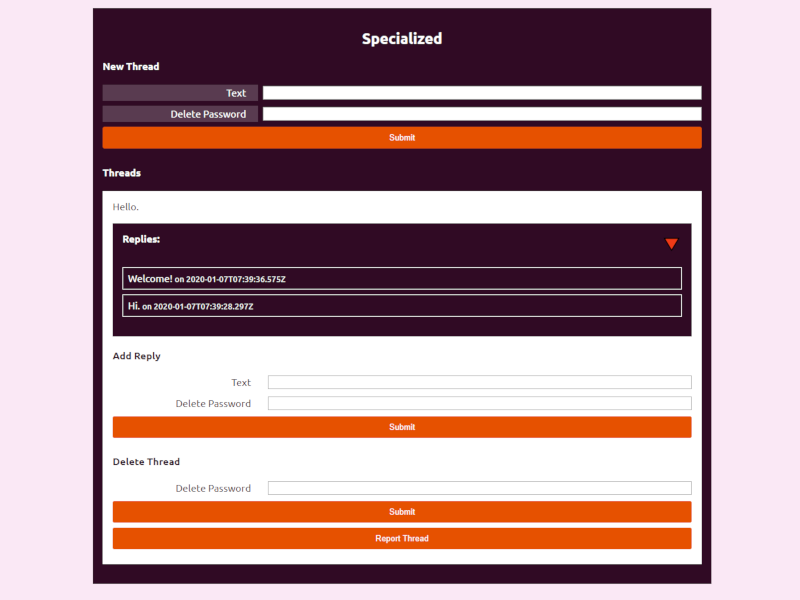 Specialized
New Thread
Text
Delete Password
Submit
Threads
Hello.
Replies:
Welcome! on 2020-01-07T07:39:36.575Z
Hi. on 2020-01-07T07:39:28.297Z
Add Reply
Text
Delete Password
Submit
Delete Thread
Delete Password
Submit
Report Thread